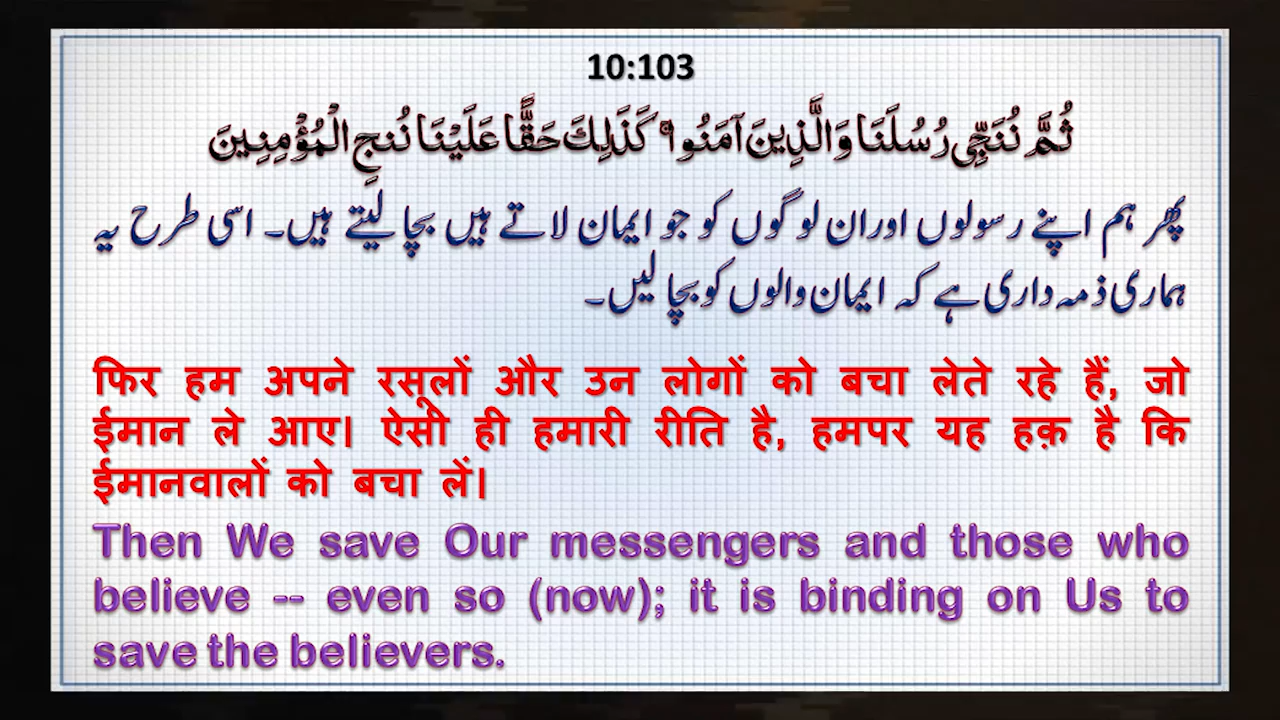 10:103
ثُمَّ نُنَجِّى رُسُلَنَا وَالَّذِينَ آمَنُوا۟ ۚ كَذَلِكَ حَقًّا عَلَيْنَا نُنجِ الْمُؤْمِنِينَ
پھر ہم اپنے رسولوں اوران لوگوں کو جو ایمان لاتے ہیں بچالیتے ہیں۔ اسی طرح یہ
ہماری ذمہ داری ہے کہ ایمان والوں کو بچا لیں۔
फिर हम अपने रसूलों और उन लोगों को बचा लेते रहे हैं, जो
ईमान ले आए। ऐसी ही हमारी रीति है, हमपर यह हक़ है कि
ईमानवालों को बचा लें।
Then We save Our messengers and those who
believe -- even so (now); it is binding on Us to
save the believers.